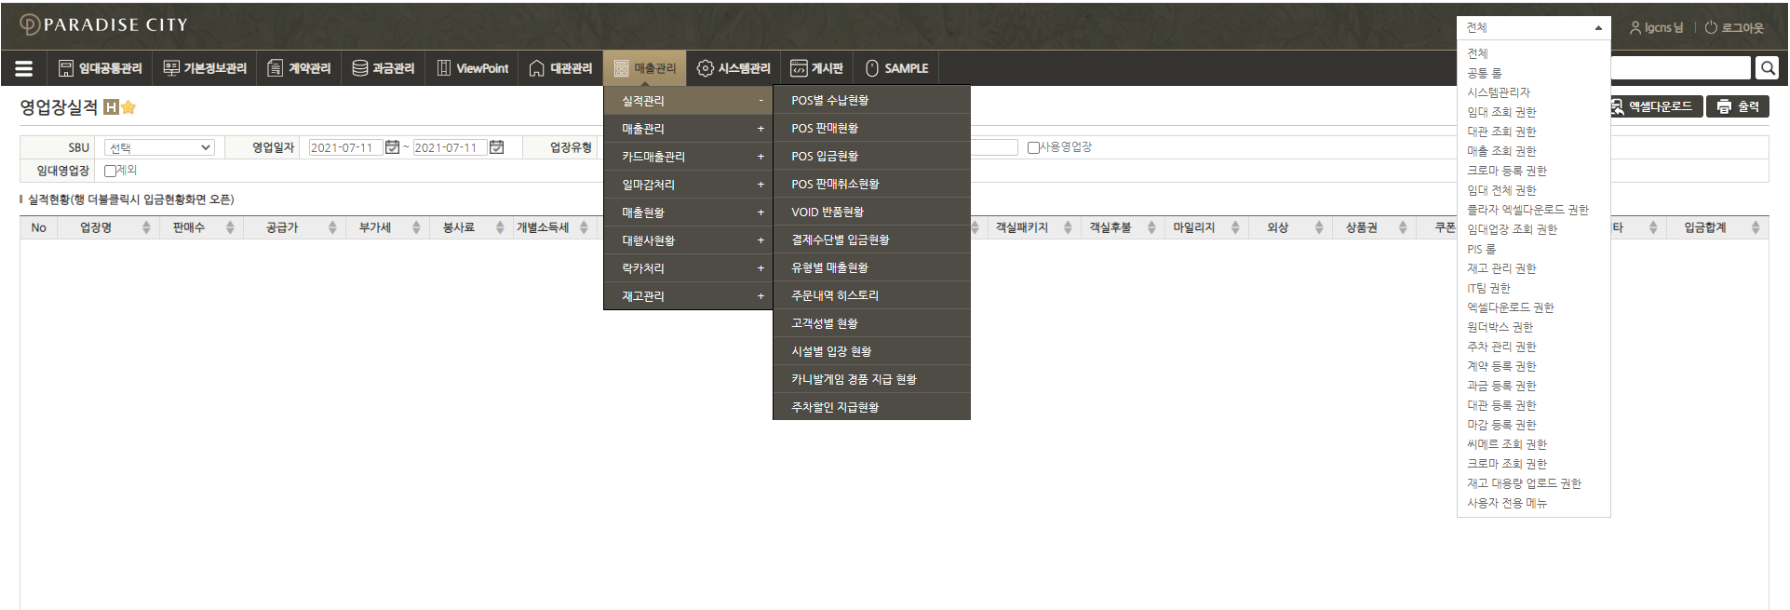 PARADISE CITY
전체
lgcns 님
로그아웃
임대공통관리
기본정보관리
계약관리
과금관리
ViewPoint
대관관리
매출관리
시스템관리
게시판
SAMPLE
영업장실적 H
엑셀다운로드
출력
SBU
선택
영업일자
2021-07-11 ~ 2021-07-11
업장유형
사용영업장
임대영업장
제외
실적현황(행 더블클릭시 입금현황화면 오픈)
No
업장명
판매수
공급가
부가세
봉사료
개별소득세
객실패키지
객실후불
마일리지
외상
상품권
쿠폰
타
입금합계
실적관리 -
매출관리 +
카드매출관리 +
일마감처리 +
매출현황 +
대행사현황 +
락카처리 +
재고관리 +
POS별 수납현황
POS 판매현황
POS 입금현황
POS 판매취소현황
VOID 반품현황
결제수단별 입금현황
유형별 매출현황
주문내역 히스토리
고객성별 현황
시설별 입장 현황
카니발게임 경품 지급 현황
주차할인 지급현황
전체
공통 롤
시스템관리자
임대 조회 권한
대관 조회 권한
매출 조회 권한
크로마 등록 권한
임대 전체 권한
플라자 엑셀다운로드 권한
임대업장 조회 권한
PIS 롤
재고 관리 권한
IT팀 권한
엑셀다운로드 권한
원더박스 권한
주차 관리 권한
계약 등록 권한
과금 등록 권한
대관 등록 권한
마감 등록 권한
씨메르 조회 권한
크로마 조회 권한
재고 대용량 업로드 권한
사용자 전용 메뉴